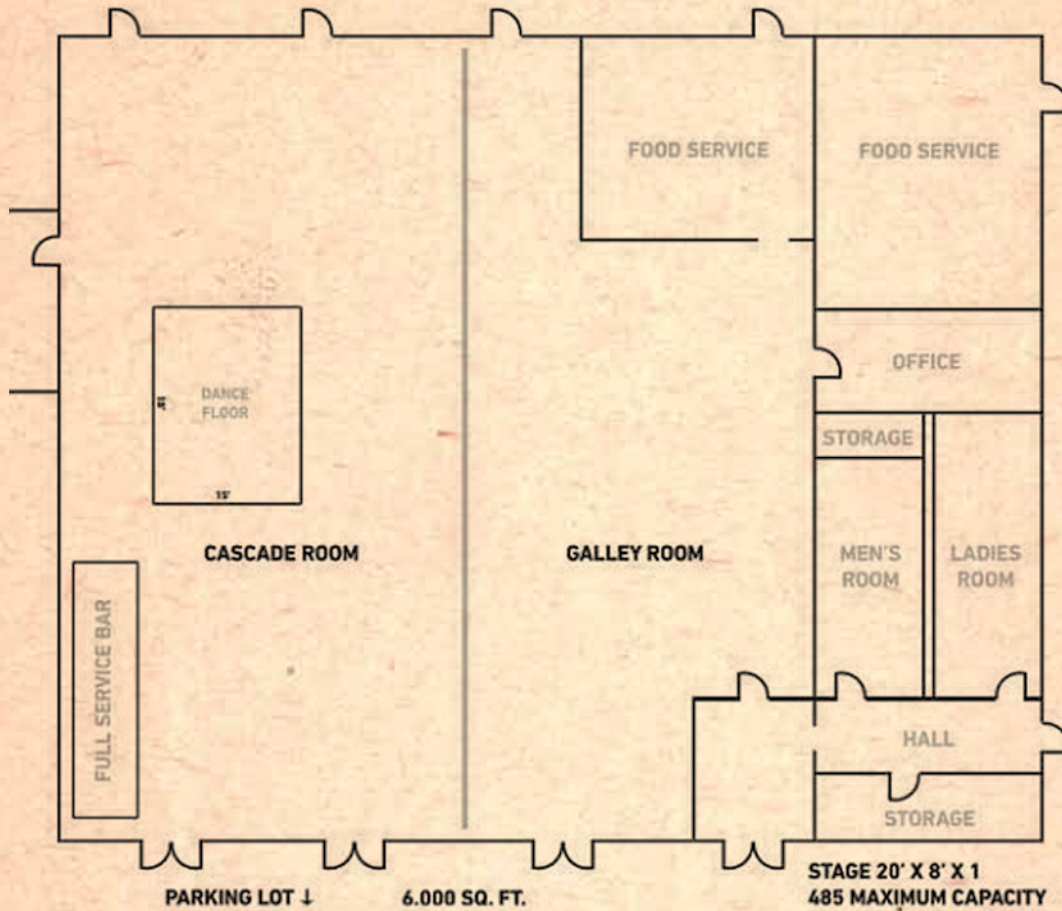 FOOD SERVICE
FOOD SERVICE
OFFICE
DANCE
FLOOR
15'
STORAGE
CASCADE ROOM
GALLEY ROOM
MEN'S
ROOM
LADIES
ROOM
FULL SERVICE BAR
HALL
STORAGE
STAGE 20' X 8' X 1
PARKING LOT ↓
6.000 SQ. FT.
485 MAXIMUM CAPACITY